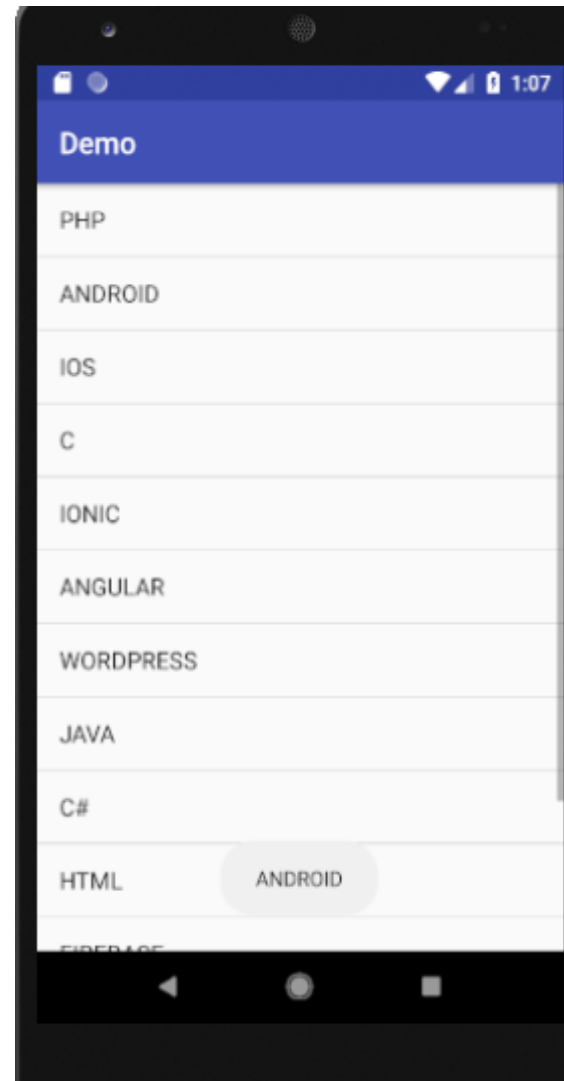 1:07
Demo
PHP
ANDROID
IOS
C
IONIC
ANGULAR
WORDPRESS
JAVA
C#
HTML
ANDROID